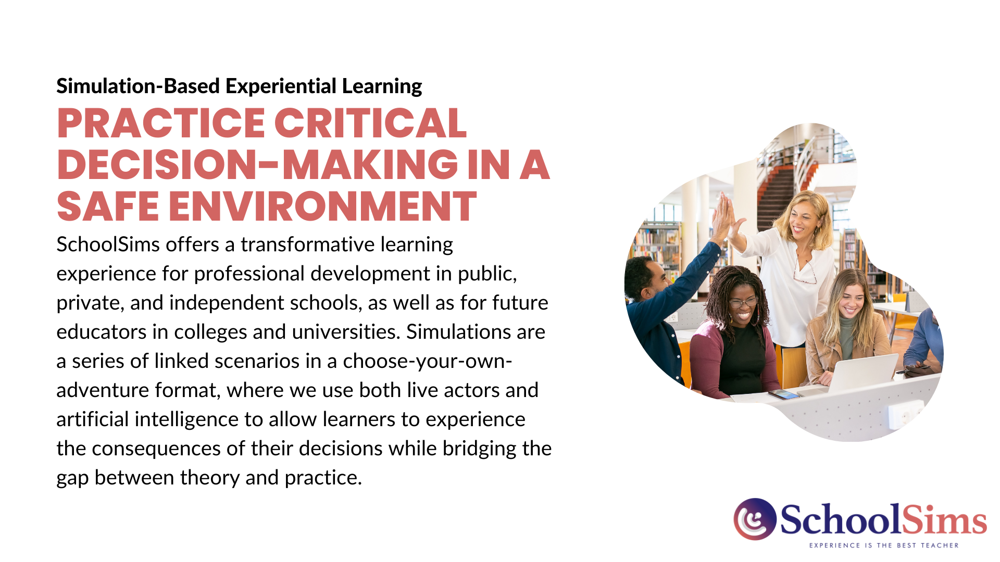 Simulation-Based Experiential Learning
PRACTICE CRITICAL
DECISION-MAKING IN A
SAFE ENVIRONMENT
SchoolSims offers a transformative learning
experience for professional development in public,
private, and independent schools, as well as for future
educators in colleges and universities. Simulations are
a series of linked scenarios in a choose-your-own-
adventure format, where we use both live actors and
artificial intelligence to allow learners to experience
the consequences of their decisions while bridging the
gap between theory and practice.
SchoolSims
EXPERIENCE IS THE BEST TEACHER